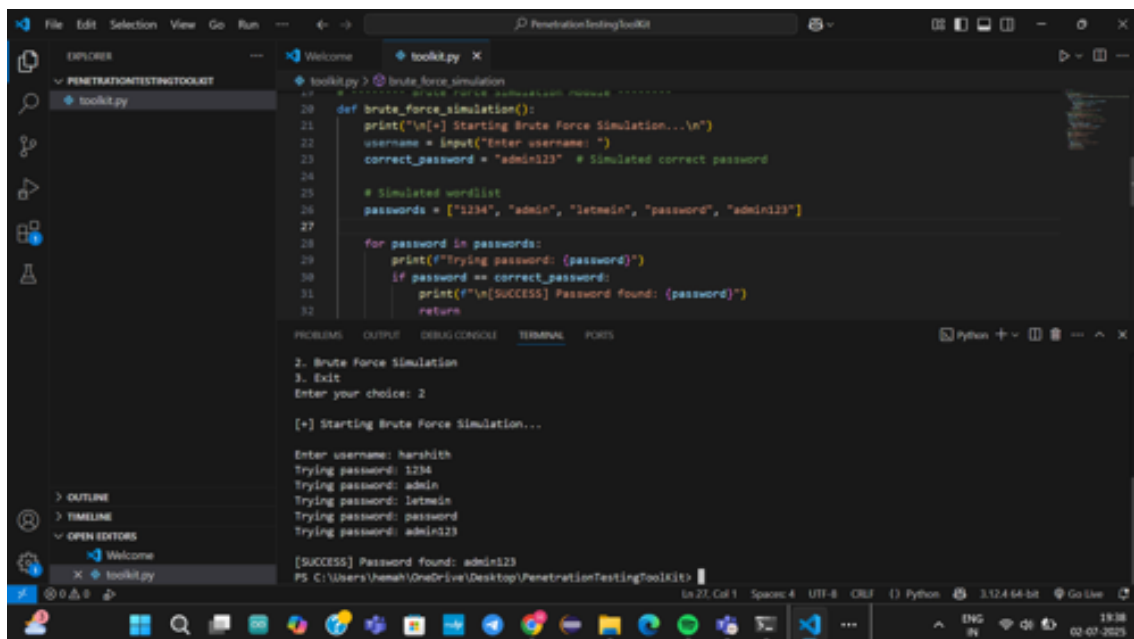 File Edit Selection View Go Run ... PenetrationTestingToolKit
EXPLORER
PENETRATIONTESTINGTOOLKIT
toolkit.py
Welcome
toolkit.py
toolkit.py > brute_force_simulation
19 # -------- Brute Force Simulation Module --------
20 def brute_force_simulation():
21 print("\n[+] Starting Brute Force Simulation...\n")
22 username = input("Enter username: ")
23 correct_password = "admin123" # Simulated correct password
24
25 # Simulated wordlist
26 passwords = ["1234", "admin", "letmein", "password", "admin123"]
27
28 for password in passwords:
29 print(f"Trying password: {password}")
30 if password == correct_password:
31 print(f"\n[SUCCESS] Password found: {password}")
32 return
PROBLEMS OUTPUT DEBUG CONSOLE TERMINAL PORTS
Python
2. Brute Force Simulation
3. Exit
Enter your choice: 2
[+] Starting Brute Force Simulation...
Enter username: harshith
Trying password: 1234
Trying password: admin
Trying password: letmein
Trying password: password
Trying password: admin123
[SUCCESS] Password found: admin123
PS C:\Users\hemah\OneDrive\Desktop\PenetrationTestingToolKit>
OUTLINE
TIMELINE
OPEN EDITORS
Welcome
toolkit.py
0 0 Ln 27, Col 1 Spaces: 4 UTF-8 CRLF {} Python 3.12.4 64-bit Go Live
ENG
IN
19:38
02-07-2025